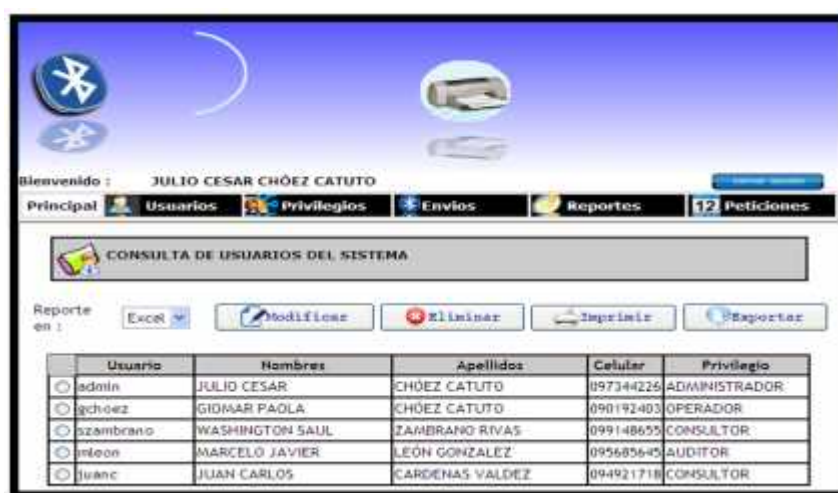 Bienvenido : JULIO CESAR CHÓEZ CATUTO
Principal Usuarios Privilegios Envios Reportes 12 Peticiones
CONSULTA DE USUARIOS DEL SISTEMA
Reporte en : Excel Modificar Eliminar Imprimir Exportar
Usuario Nombres Apellidos Celular Privilegio
admin JULIO CESAR CHÓEZ CATUTO 097344226 ADMINISTRADOR
gchoez GIOMAR PAOLA CHÓEZ CATUTO 090192403 OPERADOR
szambrano WASHINGTON SAUL ZAMBRANO RIVAS 099148655 CONSULTOR
mleon MARCELO JAVIER LEÓN GONZALEZ 095685645 AUDITOR
juanc JUAN CARLOS CARDENAS VALDEZ 094921718 CONSULTOR